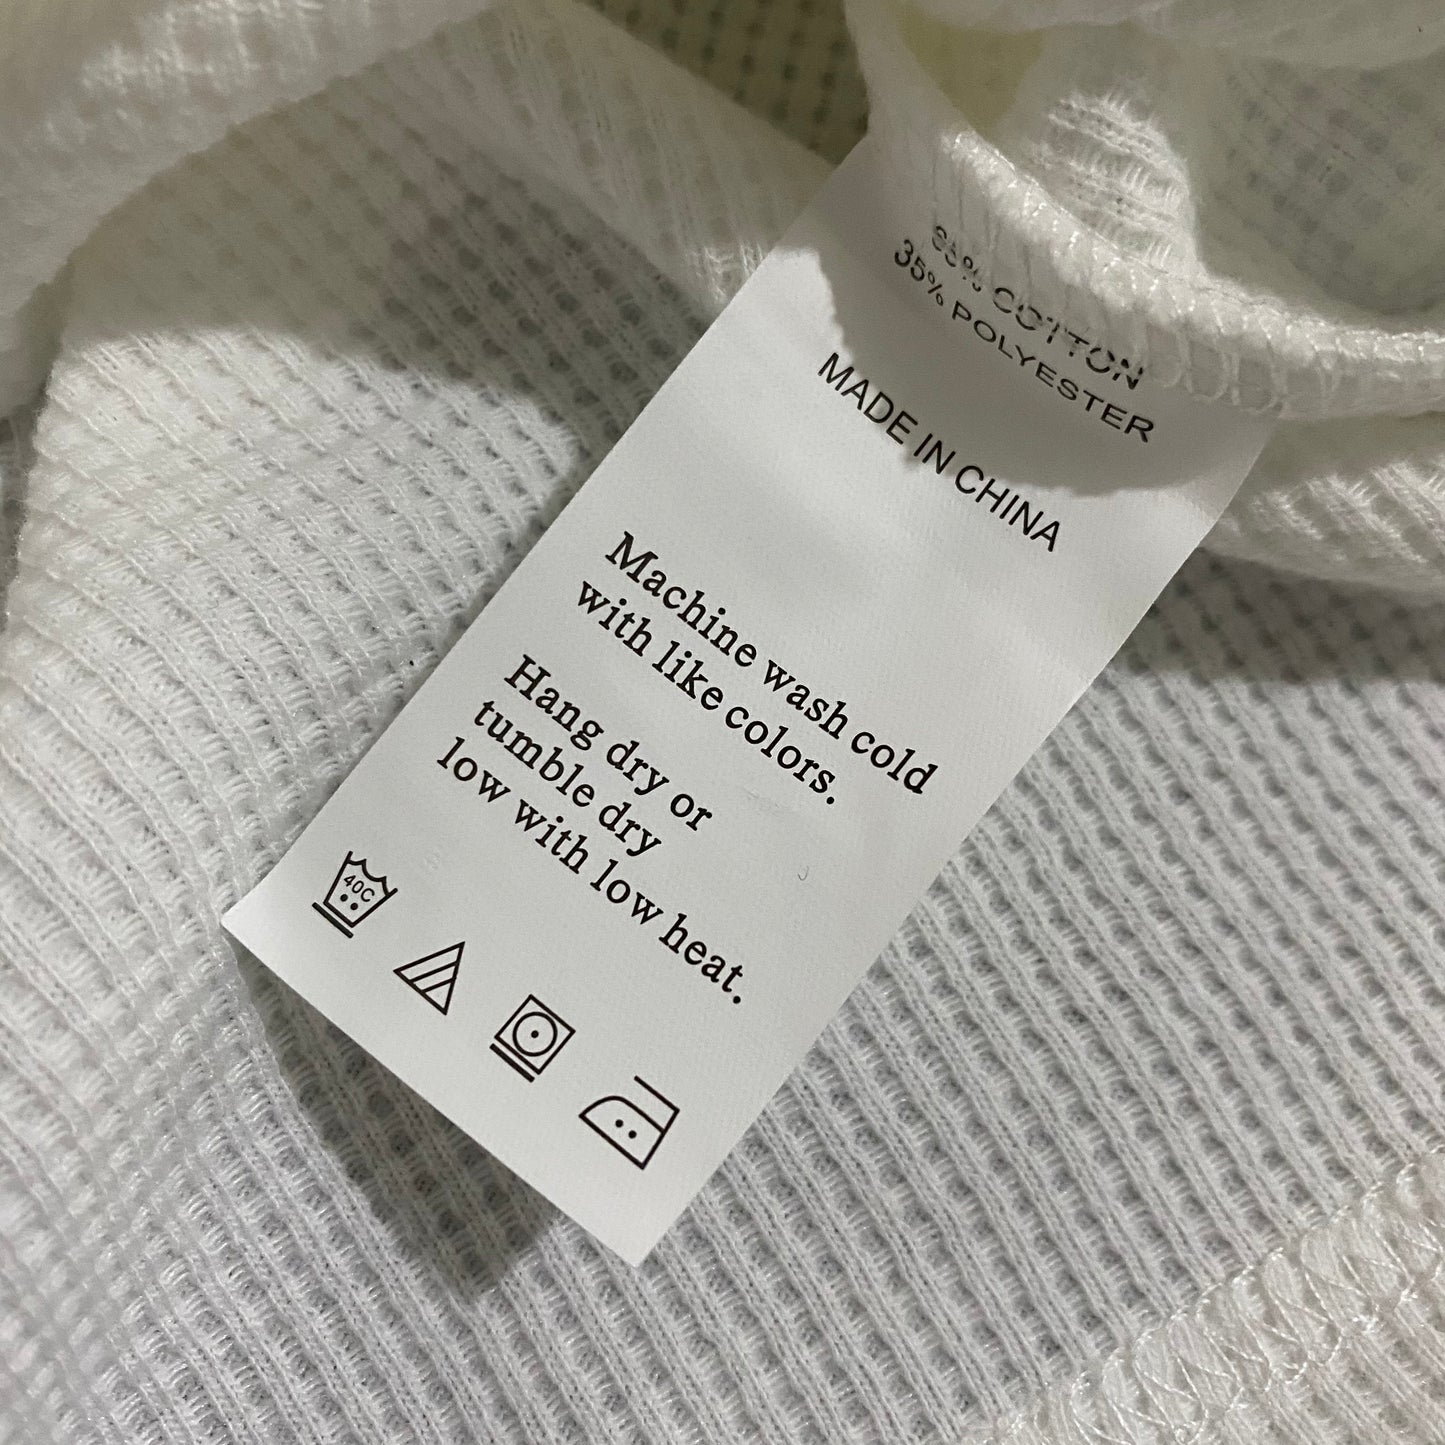 65% COTTON
35% POLYESTER
MADE IN CHINA
Machine wash cold
with like colors.
Hang dry or
tumble dry
low with low heat.
40C